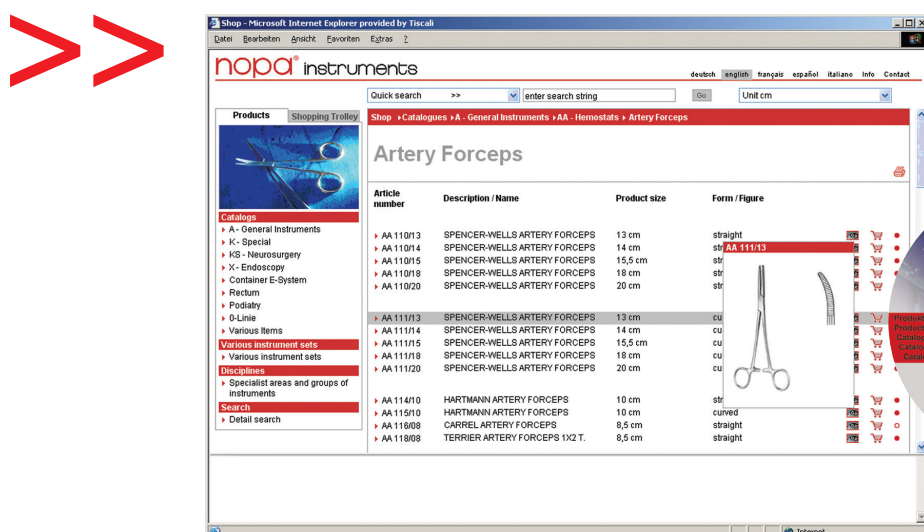 >>
Shop - Microsoft Internet Explorer provided by Tiscali
Datei Bearbeiten Ansicht Favoriten Extras ?
nopa® instruments
deutsch english français español italiano Info Contact
Quick search >> enter search string Go Unit cm
Products Shopping Trolley
Shop Catalogues A - General Instruments AA - Hemostats Artery Forceps
Artery Forceps
Article number Description / Name Product size Form / Figure
Catalogs
A - General Instruments
K - Special
KS - Neurosurgery
X - Endoscopy
Container E-System
Rectum
Podiatry
0-Linie
Various Items
Various instrument sets
Various instrument sets
Disciplines
Specialist areas and groups of
instruments
Search
Detail search
AA 110/13 SPENCER-WELLS ARTERY FORCEPS 13 cm straight
AA 110/14 SPENCER-WELLS ARTERY FORCEPS 14 cm str
AA 110/15 SPENCER-WELLS ARTERY FORCEPS 15,5 cm str
AA 110/18 SPENCER-WELLS ARTERY FORCEPS 18 cm str
AA 110/20 SPENCER-WELLS ARTERY FORCEPS 20 cm str
AA 111/13 SPENCER-WELLS ARTERY FORCEPS 13 cm cu
AA 111/14 SPENCER-WELLS ARTERY FORCEPS 14 cm cu
AA 111/15 SPENCER-WELLS ARTERY FORCEPS 15,5 cm cu
AA 111/18 SPENCER-WELLS ARTERY FORCEPS 18 cm cu
AA 111/20 SPENCER-WELLS ARTERY FORCEPS 20 cm cu
AA 114/10 HARTMANN ARTERY FORCEPS 10 cm str
AA 115/10 HARTMANN ARTERY FORCEPS 10 cm curved
AA 116/08 CARREL ARTERY FORCEPS 8,5 cm straight
AA 118/08 TERRIER ARTERY FORCEPS 1X2 T. 8,5 cm straight
AA 111/13
Internet